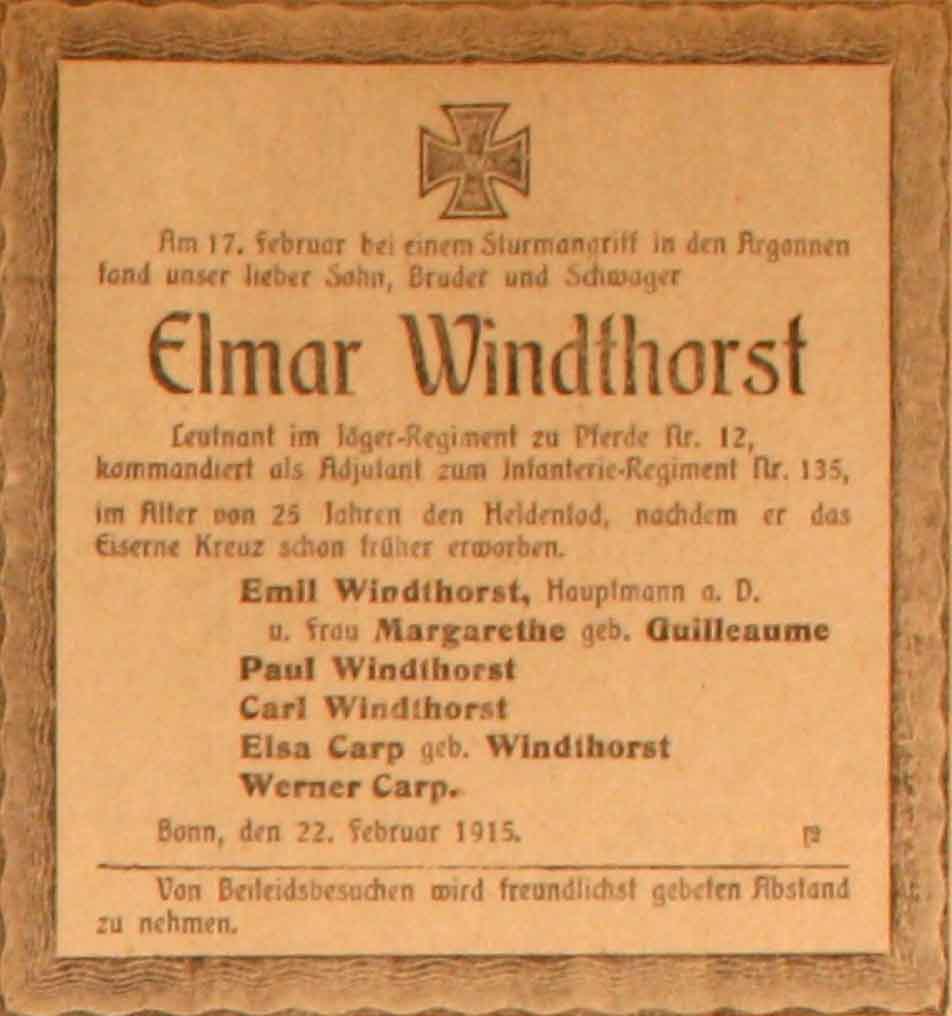 Am 17. Februar bei einem Sturmangriff in den Argonnen
fand unser lieber Sohn, Bruder und Schwager
Elmar Windthorst
Leutnant im Jäger-Regiment zu Pferde Nr. 12,
kommandiert als Adjutant zum Infanterie-Regiment Nr. 135,
im Alter von 25 Jahren den Heldentod, nachdem er das
Eiserne Kreuz schon früher erworben.
Emil Windthorst, Hauptmann a. D.
u. Frau Margarethe geb. Guilleaume
Paul Windthorst
Carl Windthorst
Elsa Carp geb. Windthorst
Werner Carp.
Bonn, den 22. Februar 1915.
Von Beileidsbesuchen wird freundlichst gebeten Abstand
zu nehmen.